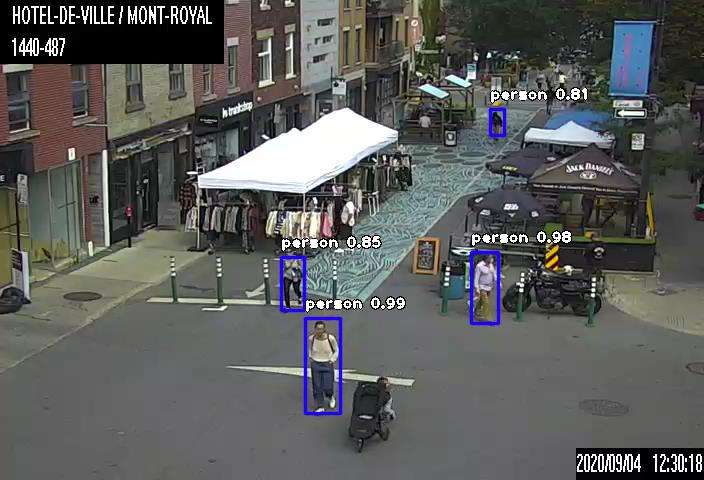 HOTEL-DE-VILLE / MONT-ROYAL
1440-487
person 0.81
person 0.98
person 0.85
person 0.99
JACK DANIEL'S
2020/09/04 12:30:18